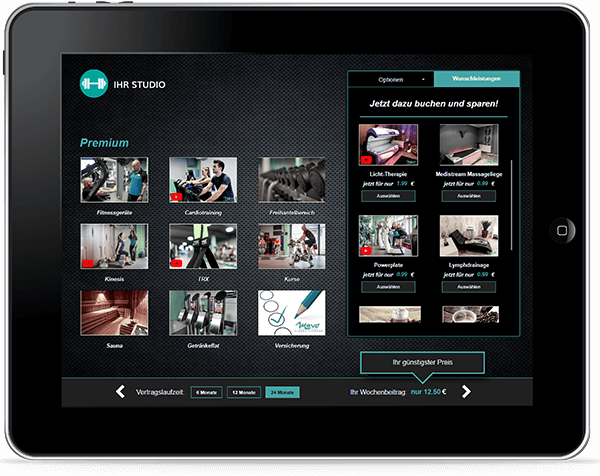 IHR STUDIO
Optionen
Wunschleistungen
Jetzt dazu buchen und sparen!
Premium
Fitnessgeräte
Cardiotraining
Freihantelbereich
Kinesis
TRX
Kurse
Sauna
Getränkeflat
Versicherung
Licht-Therapie
jetzt für nur 1.99 €
Auswählen
Medistream Massageliege
jetzt für nur 0.99 €
Auswählen
Powerplate
jetzt für nur 0.99 €
Auswählen
Lymphdrainage
jetzt für nur 0.99 €
Auswählen
Ihr günstigster Preis
Vertragslaufzeit:
6 Monate
12 Monate
24 Monate
Ihr Wochenbeitrag: nur 12.50 €